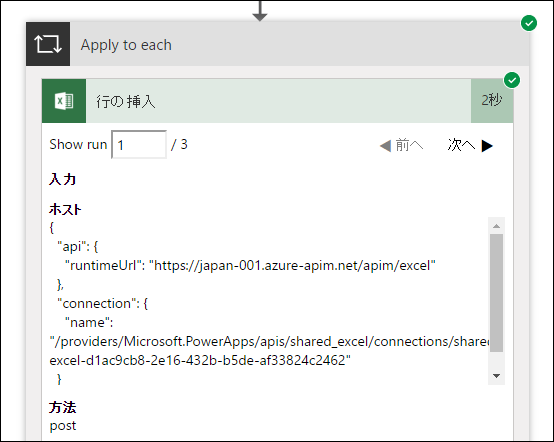 Apply to each
行の挿入
2秒
Show run 1 / 3
◀ 前へ 次へ ▶
入力
ホスト
{
"api": {
"runtimeUrl": "https://japan-001.azure-apim.net/apim/excel"
},
"connection": {
"name":
"/providers/Microsoft.PowerApps/apis/shared_excel/connections/shared
excel-d1ac9cb8-2e16-432b-b5de-af33824c2462"
}
方法
post